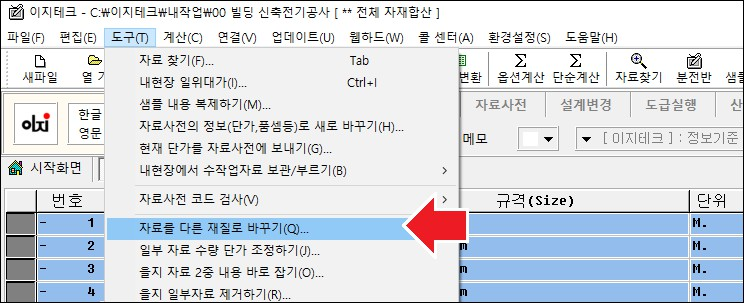 이지테크 - C:₩이지테크₩내작업₩00 빌딩 신축전기공사 [ ** 전체 자재합산 ]
파일(F) 편집(E) 도구(T) 계산(C) 연결(V) 업데이트(U) 웹하드(W) 콜 센터(A) 환경설정(S) 도움말(H)
새파일 열 변환 옵션계산 단순계산 자료찾기 분전반 샘플
자료 찾기(F)... Tab
내현장 일위대가(I)... Ctrl+I
샘플 내용 복제하기(M)...
자료사전의 정보(단가,품셈등)로 새로 바꾸기(H)...
현재 단가를 자료사전에 보내기(G)...
내현장에서 수작업자료 보관/부르기(B)
자료사전 코드 검사(V)
자료를 다른 재질로 바꾸기(Q)...
일부 자료 수량 단가 조정하기(J)...
을지 자료 2중 내용 바로 잡기(O)...
을지 일부자료 제거하기(R)...
이지 한글 영문
자료사전 설계변경 도급실행 산
메모 [ 이지테크 ] : 정보기준
시작화면
번호 규격(Size) 단위
- 1 M.
- 2 m M.
- 3 m M.
- 4 m M.